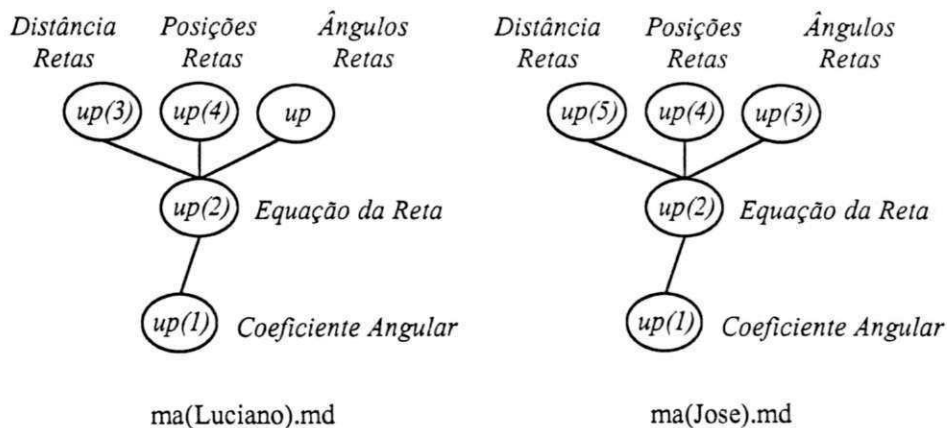 Distância Posições Ângulos Distância Posições Ângulos
Retas Retas Retas Retas Retas Retas
up(3) up(4) up up(5) up(4) up(3)
up(2) Equação da Reta up(2) Equação da Reta
up(1) Coeficiente Angular up(1) Coeficiente Angular
ma(Luciano).md ma(Jose).md